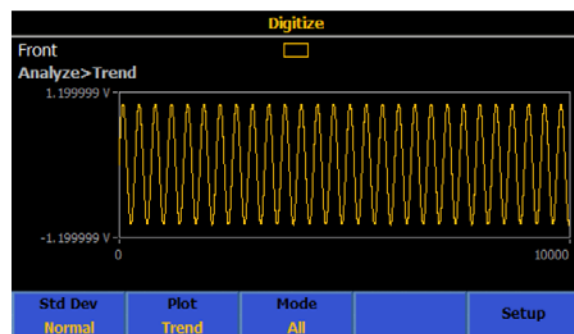 Digitize
Front
Analyze>Trend
1.199999 V
-1.199999 V
0
10000
Std Dev
Normal
Plot
Trend
Mode
All
Setup